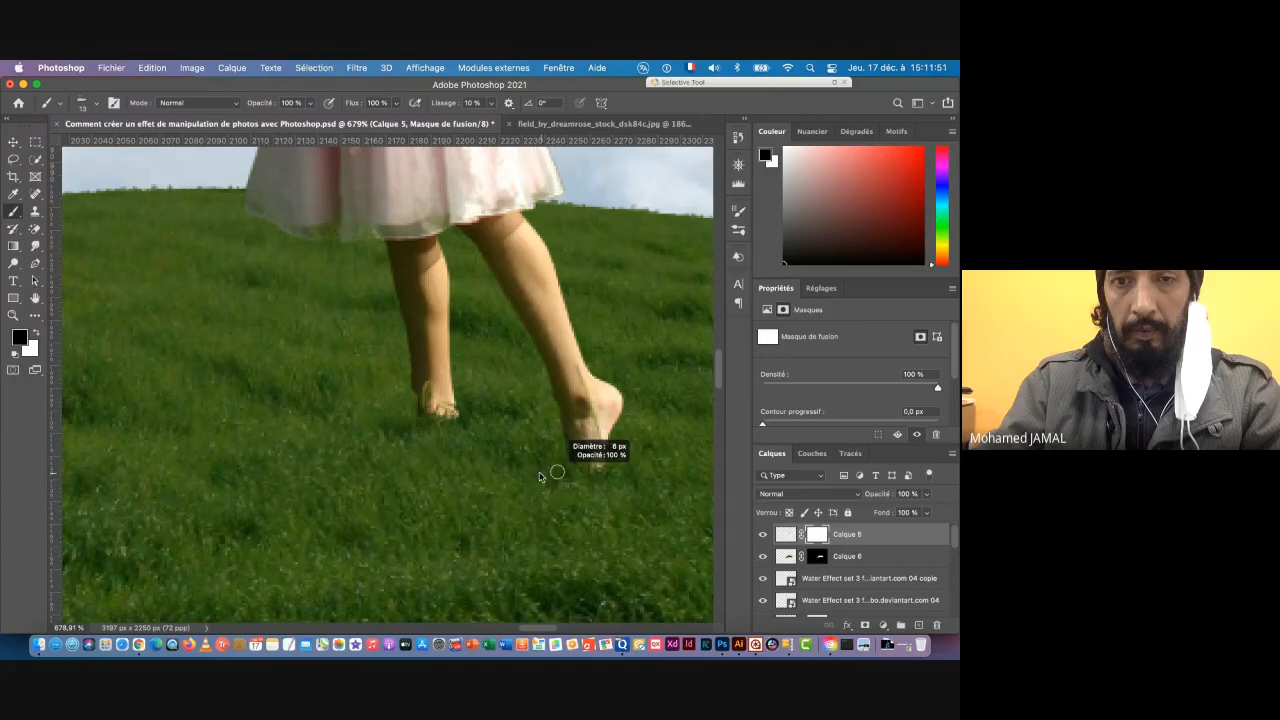 Photoshop Fichier Edition Image Calque Texte Sélection Filtre 3D Affichage Modules externes Fenêtre Aide Jeu. 17 déc. à 15:11:51
Adobe Photoshop 2021
Selective Tool
13 Mode : Normal Opacité : 100 % Flux : 100 % Lissage : 10 % 0°
Comment créer un effet de manipulation de photos avec Photoshop.psd @ 679% (Calque 5, Masque de fusion/8) *
field_by_dreamrose_stock_dsk84c.jpg @ 186...
2030 2040 2050 2060 2070 2080 2090 2100 2110 2120 2130 2140 2150 2160 2170 2180 2190 2200 2210 2220 2230 2240 2250 2260 2270 2280 2290 2300
Couleur Nuancier Dégradés Motifs
Propriétés Réglages
Masques
Masque de fusion
Densité : 100 %
Contour progressif : 0,0 px
Diamètre : 6 px
Opacité : 100 %
Calques Couches Tracés
Type
Normal Opacité : 100 %
Verrou : Fond : 100 %
Calque 5
Calque 6
Water Effect set 3 f...iantart.com 04 copie
Water Effect set 3 f...bo.deviantart.com 04
678,91 % 3197 px x 2250 px (72 ppp)
Mohamed JAMAL